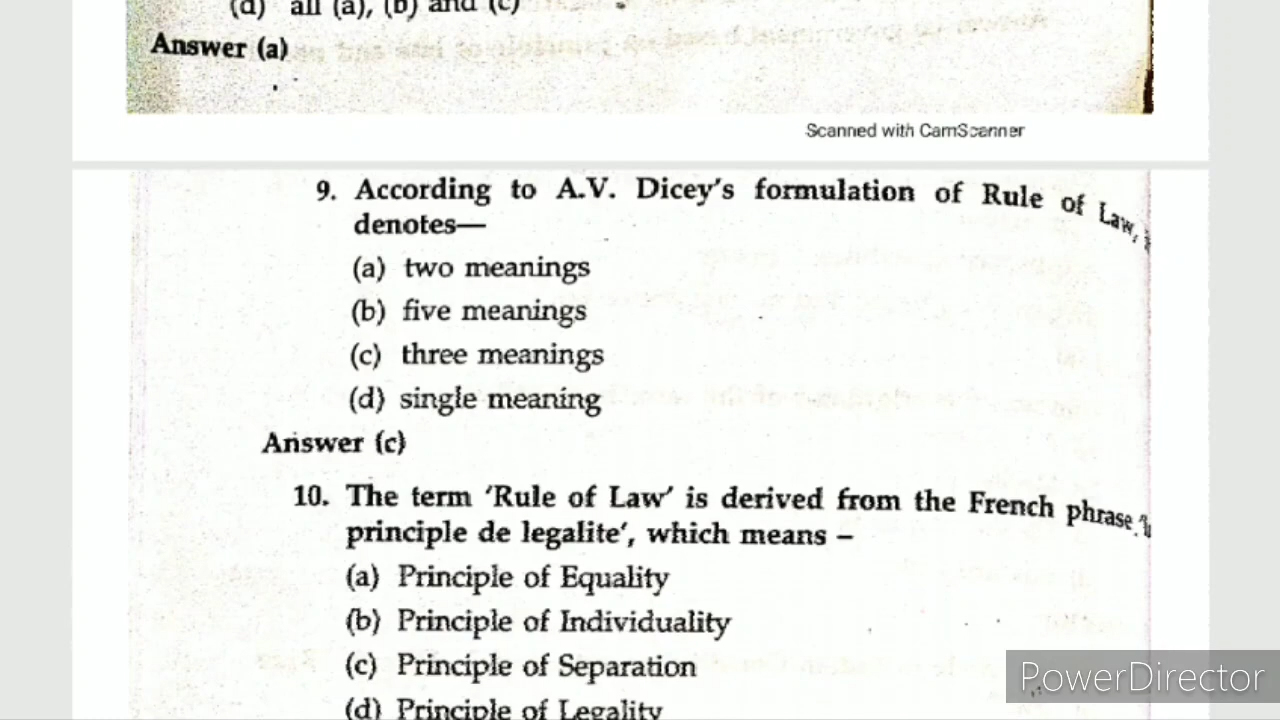 (d) all (a), (b) and (c)
Answer (a)
Scanned with CamScanner
9. According to A.V. Dicey's formulation of Rule of Law,
denotes—
(a) two meanings
(b) five meanings
(c) three meanings
(d) single meaning
Answer (c)
10. The term 'Rule of Law' is derived from the French phrase
principle de legalite', which means –
(a) Principle of Equality
(b) Principle of Individuality
(c) Principle of Separation
(d) Principle of Legality
PowerDirector